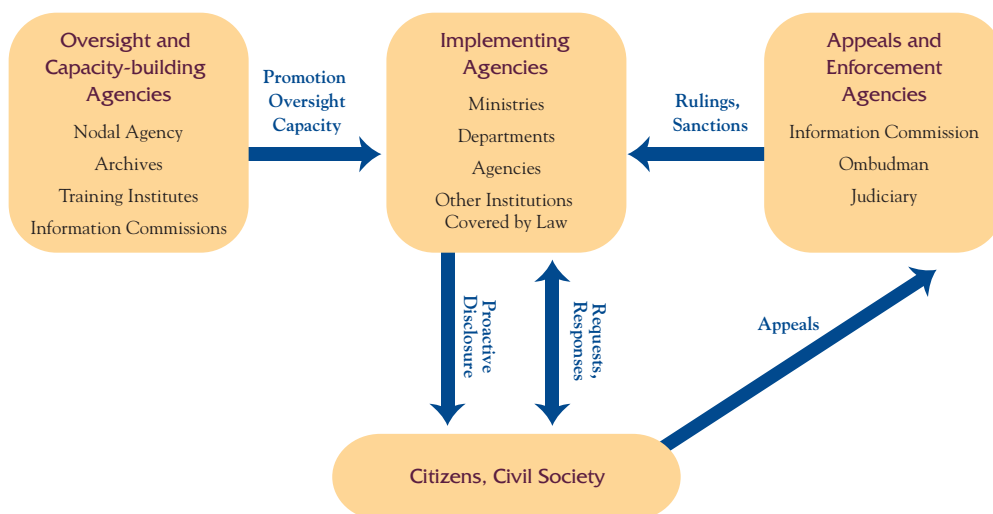 Oversight and
Capacity-building
Agencies
Nodal Agency
Archives
Training Institutes
Information Commissions
Promotion
Oversight
Capacity
Implementing
Agencies
Ministries
Departments
Agencies
Other Institutions
Covered by Law
Rulings,
Sanctions
Appeals and
Enforcement
Agencies
Information Commission
Ombudman
Judiciary
Proactive
Disclosure
Requests,
Responses
Appeals
Citizens, Civil Society